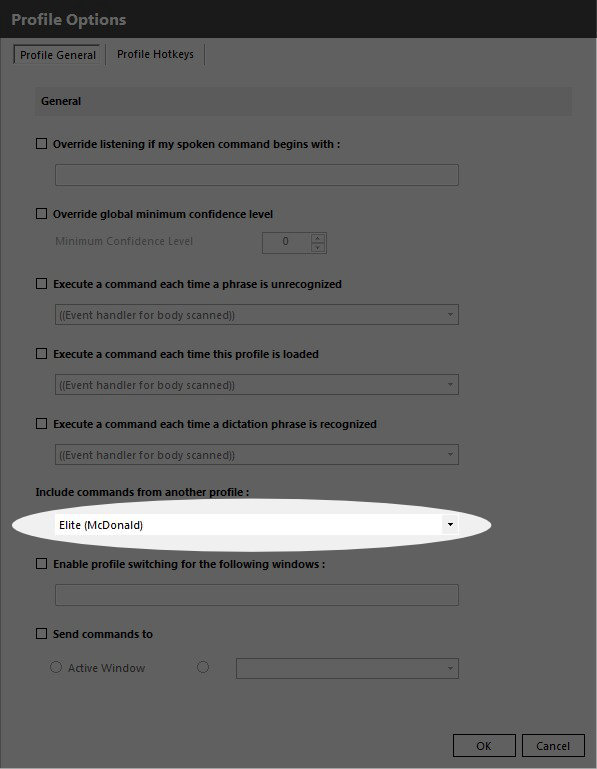 Profile Options
Profile General Profile Hotkeys
General
Override listening if my spoken command begins with :
Override global minimum confidence level
Minimum Confidence Level 0
Execute a command each time a phrase is unrecognized
((Event handler for body scanned))
Execute a command each time this profile is loaded
((Event handler for body scanned))
Execute a command each time a dictation phrase is recognized
((Event handler for body scanned))
Include commands from another profile :
Elite (McDonald)
Enable profile switching for the following windows :
Send commands to
Active Window
OK Cancel